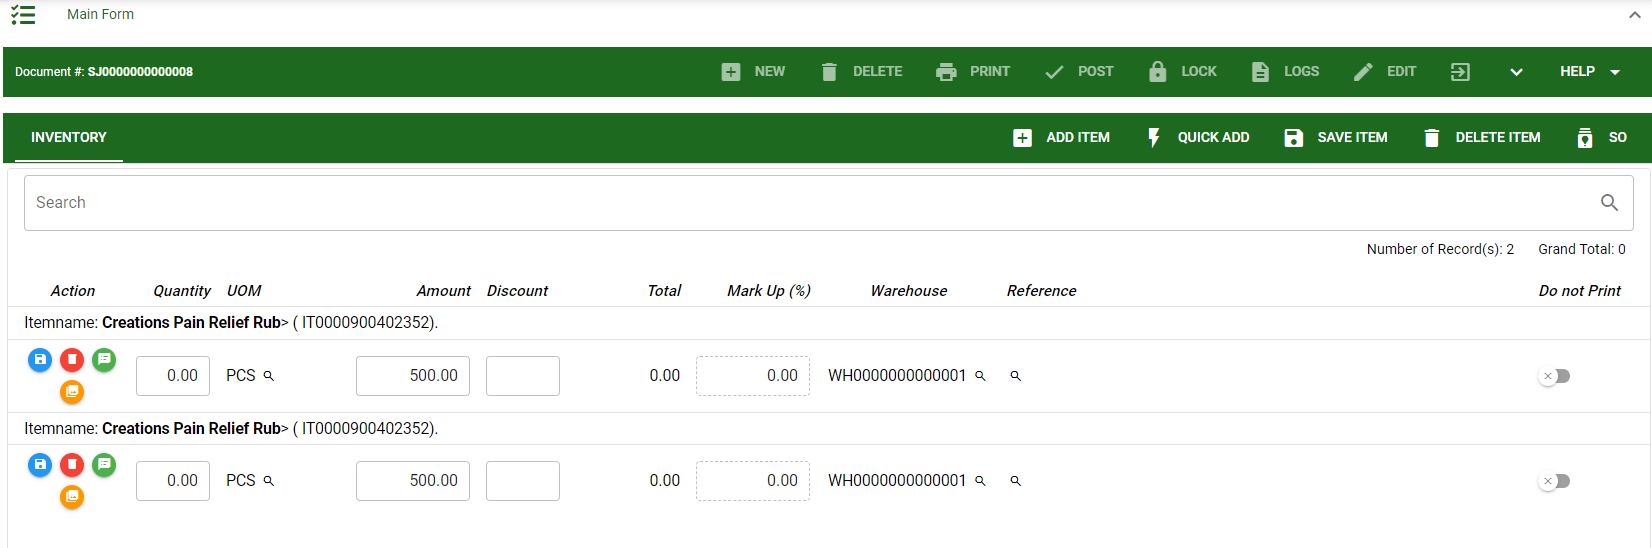 Main Form
Document #: SJ0000000000008 NEW DELETE PRINT POST LOCK LOGS EDIT HELP
INVENTORY ADD ITEM QUICK ADD SAVE ITEM DELETE ITEM SO
Search
Number of Record(s): 2 Grand Total: 0
Action Quantity UOM Amount Discount Total Mark Up (%) Warehouse Reference Do not Print
Itemname: Creations Pain Relief Rub> ( IT0000900402352).
0.00 PCS 500.00 0.00 0.00 WH0000000000001
Itemname: Creations Pain Relief Rub> ( IT0000900402352).
0.00 PCS 500.00 0.00 0.00 WH0000000000001